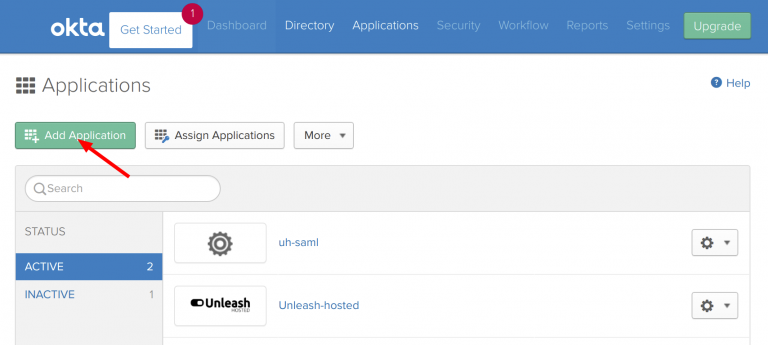 1
okta Get Started Dashboard Directory Applications Security Workflow Reports Settings Upgrade
Applications
? Help
Add Application Assign Applications More
Search
STATUS
ACTIVE 2
INACTIVE 1
uh-saml
Unleash
HOSTED
Unleash-hosted